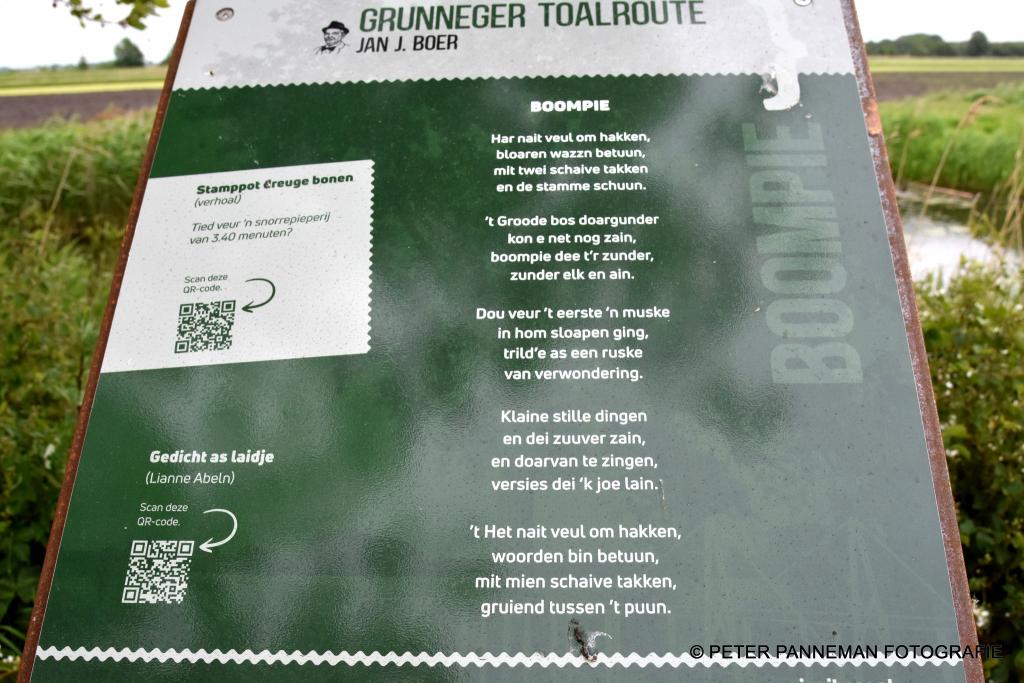 GRUNNEGER TOALROUTE
JAN J. BOER
BOOMPIE
Har nait veul om hakken,
bloaren wazzn betuun,
mit twei schaive takken
en de stamme schuun.
't Groode bos doargunder
kon e net nog zain,
boompie dee t'r zunder,
zunder elk en ain.
Dou veur 't eerste 'n muske
in hom sloapen ging,
trild'e as een ruske
van verwondering.
Klaine stille dingen
en dei zuuver zain,
en doarvan te zingen,
versies dei 'k joe lain.
't Het nait veul om hakken,
woorden bin betuun,
mit mien schaive takken,
gruiend tussen 't puun.
Stamppot dreuge bonen
(verhoal)
Tied veur 'n snorrepieperij
van 3.40 menuten?
Scan deze
QR-code.
Gedicht as laidje
(Lianne Abeln)
Scan deze
QR-code.
BOOMPIE
© PETER PANNEMAN FOTOGRAFIE